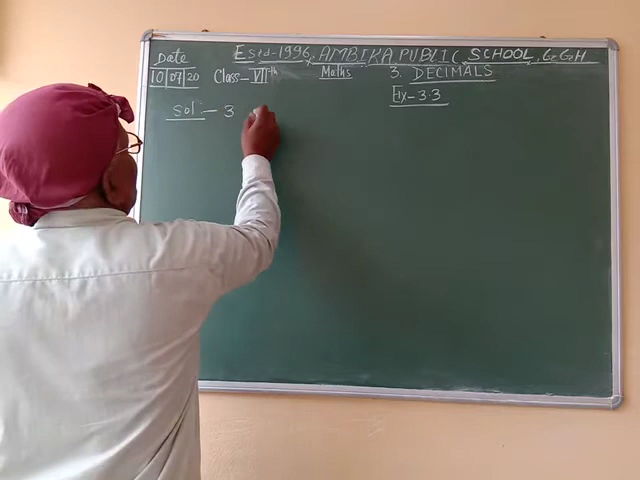 Date Estd-1996, AMBIKA PUBLIC SCHOOL, GZGH
10 07 20 Class-VIIth Maths 3. DECIMALS
Ex-3.3
Sol:- 3